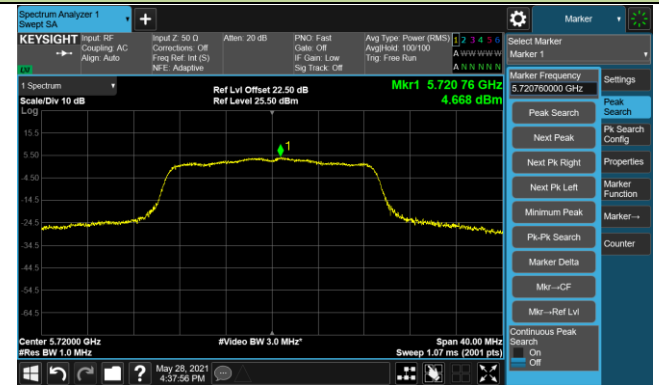 Spectrum Analyzer 1
Swept SA
+
Marker
KEYSIGHT
Input: RF
Coupling: AC
Align: Auto
Input Z: 50 Ω
Corrections: Off
Freq Ref: Int (S)
NFE: Adaptive
Atten: 20 dB
PNO: Fast
Gate: Off
IF Gain: Low
Sig Track: Off
Avg Type: Power (RMS)
Avg|Hold: 100/100
Trig: Free Run
1 2 3 4 5 6
A W W W W W
A N N N N N
Select Marker
Marker 1
1 Spectrum
Scale/Div 10 dB
Log
Ref Lvl Offset 22.50 dB
Ref Level 25.50 dBm
Mkr1 5.720 76 GHz
4.668 dBm
15.5
5.50
-4.50
-14.5
-24.5
-34.5
-44.5
-54.5
-64.5
1
Center 5.72000 GHz
#Res BW 1.0 MHz
#Video BW 3.0 MHz*
Span 40.00 MHz
Sweep 1.07 ms (2001 pts)
Marker Frequency
5.720760000 GHz
Peak Search
Next Peak
Next Pk Right
Next Pk Left
Minimum Peak
Pk-Pk Search
Marker Delta
Mkr→CF
Mkr→Ref Lvl
Continuous Peak
Search
On
Off
Settings
Peak
Search
Pk Search
Config
Properties
Marker
Function
Marker→
Counter
?
May 28, 2021
4:37:56 PM